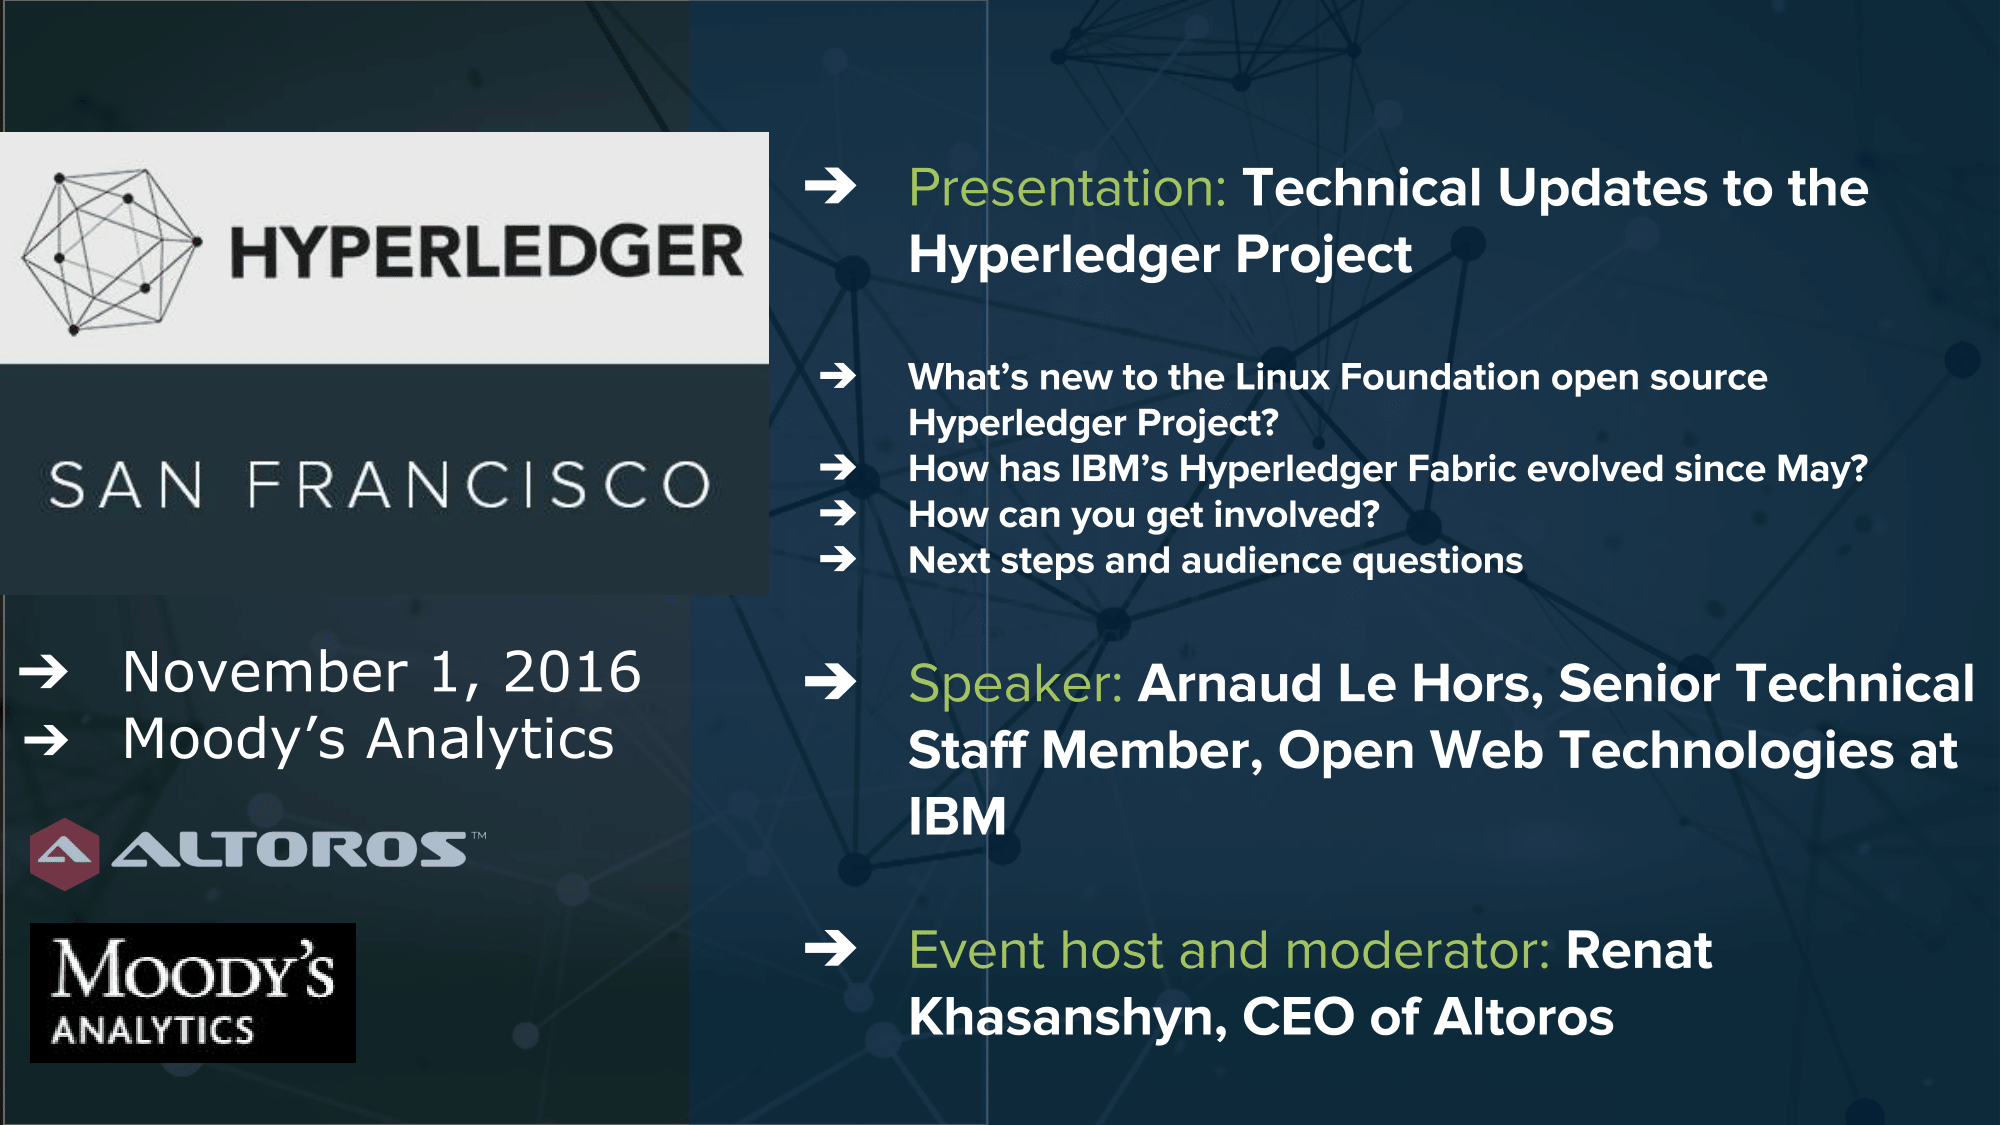 HYPERLEDGER
SAN FRANCISCO
➔ November 1, 2016
➔ Moody’s Analytics
ALTOROS™
MOODY’S
ANALYTICS
➔ Presentation: Technical Updates to the
Hyperledger Project
➔ What’s new to the Linux Foundation open source
Hyperledger Project?
➔ How has IBM’s Hyperledger Fabric evolved since May?
➔ How can you get involved?
➔ Next steps and audience questions
➔ Speaker: Arnaud Le Hors, Senior Technical
Staff Member, Open Web Technologies at
IBM
➔ Event host and moderator: Renat
Khasanshyn, CEO of Altoros